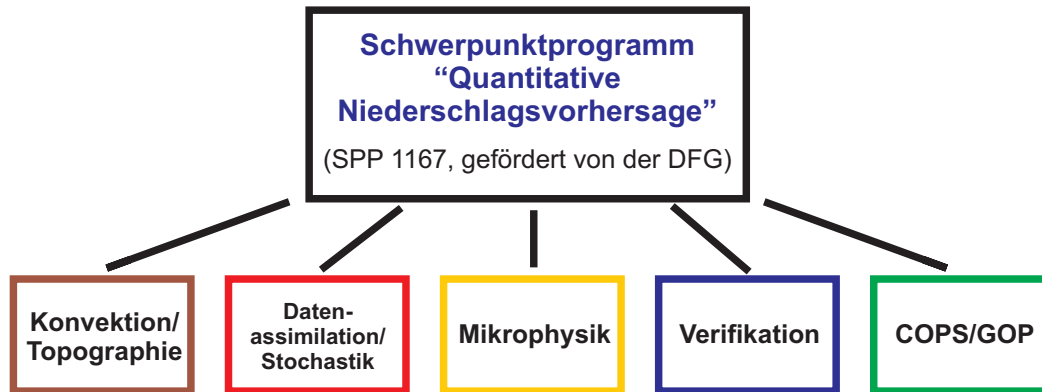 Schwerpunktprogramm
“Quantitative
Niederschlagsvorhersage”
(SPP 1167, gefördert von der DFG)
Konvektion/
Topographie
Daten-
assimilation/
Stochastik
Mikrophysik
Verifikation
COPS/GOP